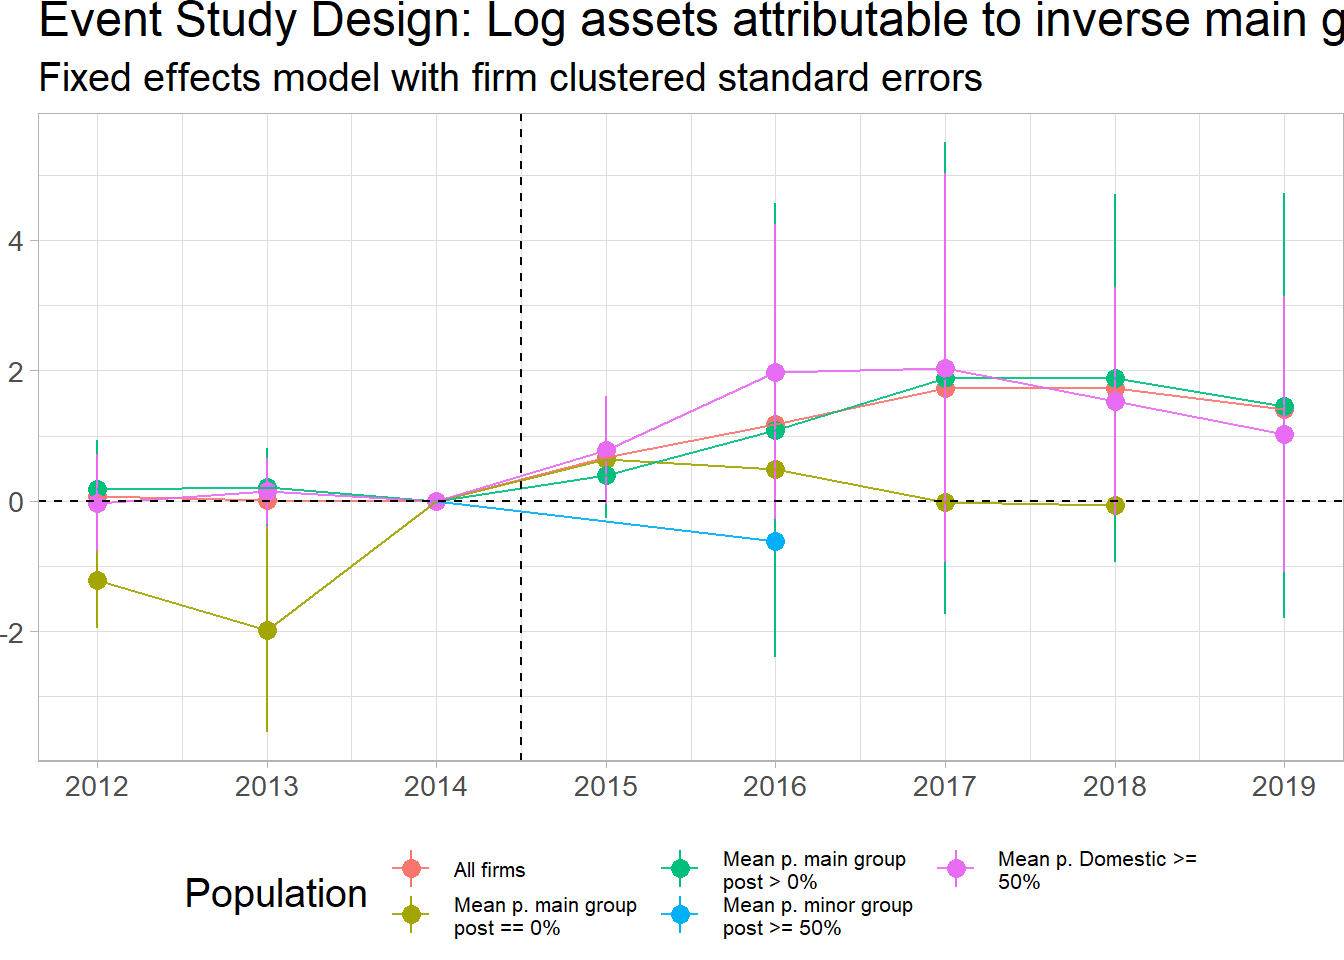 Event Study Design: Log assets attributable to inverse main g
Fixed effects model with firm clustered standard errors
4
2
0
-2
2012 2013 2014 2015 2016 2017 2018 2019
Population
All firms
Mean p. main group
post == 0%
Mean p. main group
post > 0%
Mean p. minor group
post >= 50%
Mean p. Domestic >=
50%